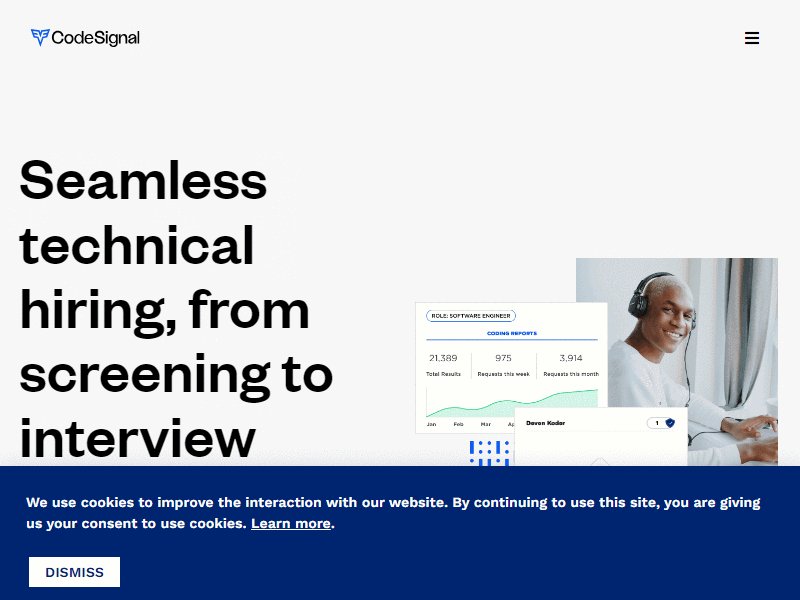 CodeSignal
Seamless
technical
hiring, from
screening to
interview
ROLE: SOFTWARE ENGINEER
CODING REPORTS
21,389 975 3,914
Total Results Requests this week Requests this month
Jan Feb Mar
Davon Kader 1
We use cookies to improve the interaction with our website. By continuing to use this site, you are giving
us your consent to use cookies. Learn more.
DISMISS